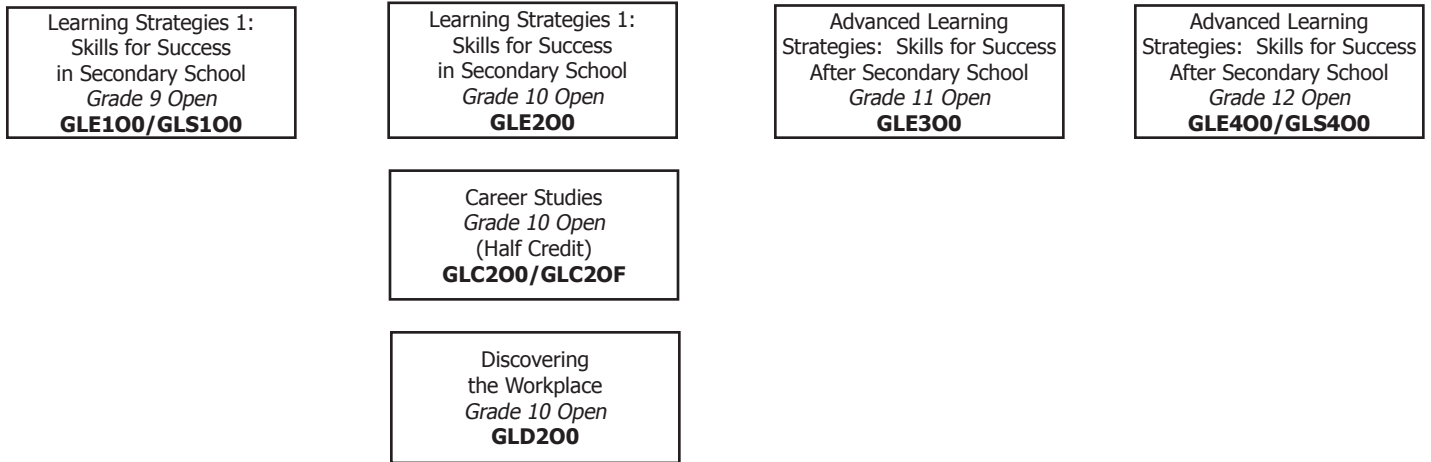 Learning Strategies 1:
Skills for Success
in Secondary School
Grade 9 Open
GLE1O0/GLS1O0
Learning Strategies 1:
Skills for Success
in Secondary School
Grade 10 Open
GLE2O0
Advanced Learning
Strategies: Skills for Success
After Secondary School
Grade 11 Open
GLE3O0
Advanced Learning
Strategies: Skills for Success
After Secondary School
Grade 12 Open
GLE4O0/GLS4O0
Career Studies
Grade 10 Open
(Half Credit)
GLC2O0/GLC2OF
Discovering
the Workplace
Grade 10 Open
GLD2O0